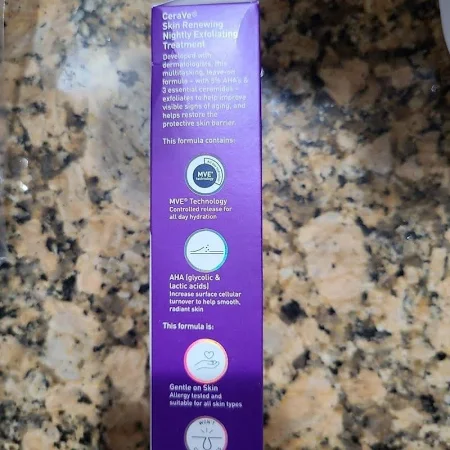 CeraVe®
Skin Renewing
Nightly Exfoliating
Treatment
Developed with
dermatologists, this
multitasking, leave-on
formula – with 5% AHA's &
3 essential ceramides –
exfoliates to help improve
visible signs of aging, and
helps restore the
protective skin barrier.
This formula contains:
MVE®
technology
MVE® Technology
Controlled release for
all day hydration
AHA (glycolic &
lactic acids)
Increase surface cellular
turnover to help smooth,
radiant skin
This formula is:
Gentle on Skin
Allergy tested and
suitable for all skin types